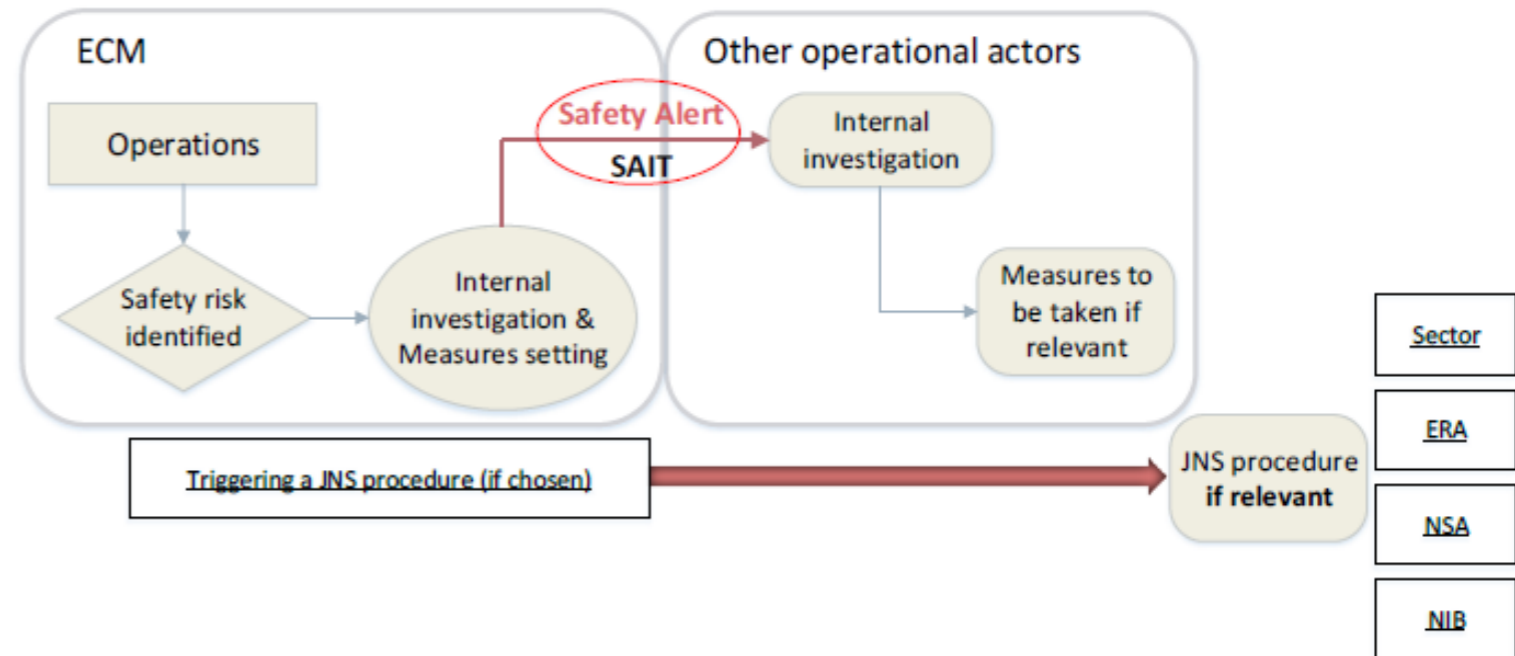 ECM
Other operational actors
Operations
Safety Alert
SAIT
Internal
investigation
Safety risk
identified
Internal
investigation &
Measures setting
Measures to
be taken if
relevant
Sector
ERA
Triggering a JNS procedure (if chosen)
JNS procedure
if relevant
NSA
NIB